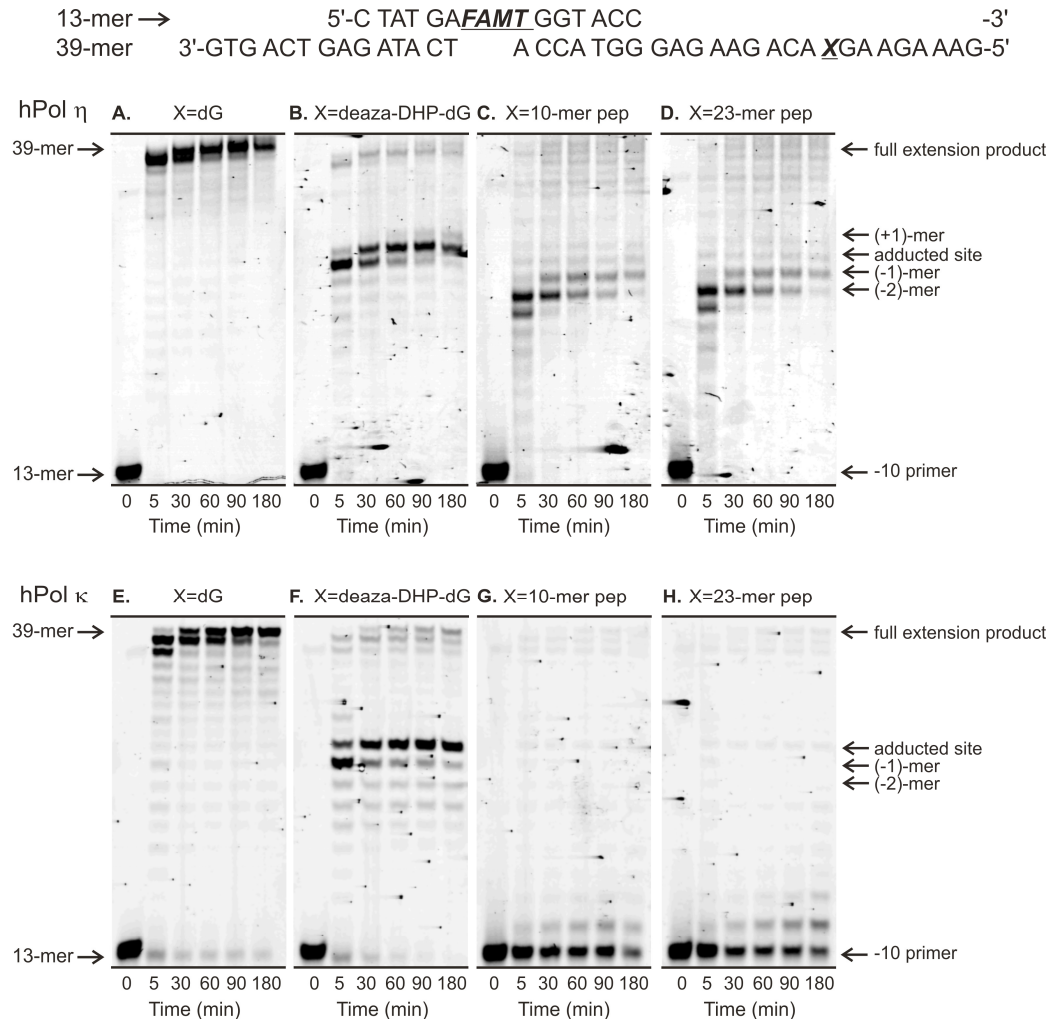 13-mer → 5'-C TAT GAFAMT GGT ACC -3'
39-mer 3'-GTG ACT GAG ATA CT A CCA TGG GAG AAG ACA XGA AGA AAG-5'
hPol η A. X=dG B. X=deaza-DHP-dG C. X=10-mer pep D. X=23-mer pep
39-mer → ← full extension product
← (+1)-mer
← adducted site
← (-1)-mer
← (-2)-mer
13-mer → ← -10 primer
0 5 30 60 90 180 0 5 30 60 90 180 0 5 30 60 90 180 0 5 30 60 90 180
Time (min) Time (min) Time (min) Time (min)
hPol κ E. X=dG F. X=deaza-DHP-dG G. X=10-mer pep H. X=23-mer pep
39-mer → ← full extension product
← adducted site
← (-1)-mer
← (-2)-mer
13-mer → ← -10 primer
0 5 30 60 90 180 0 5 30 60 90 180 0 5 30 60 90 180 0 5 30 60 90 180
Time (min) Time (min) Time (min) Time (min)